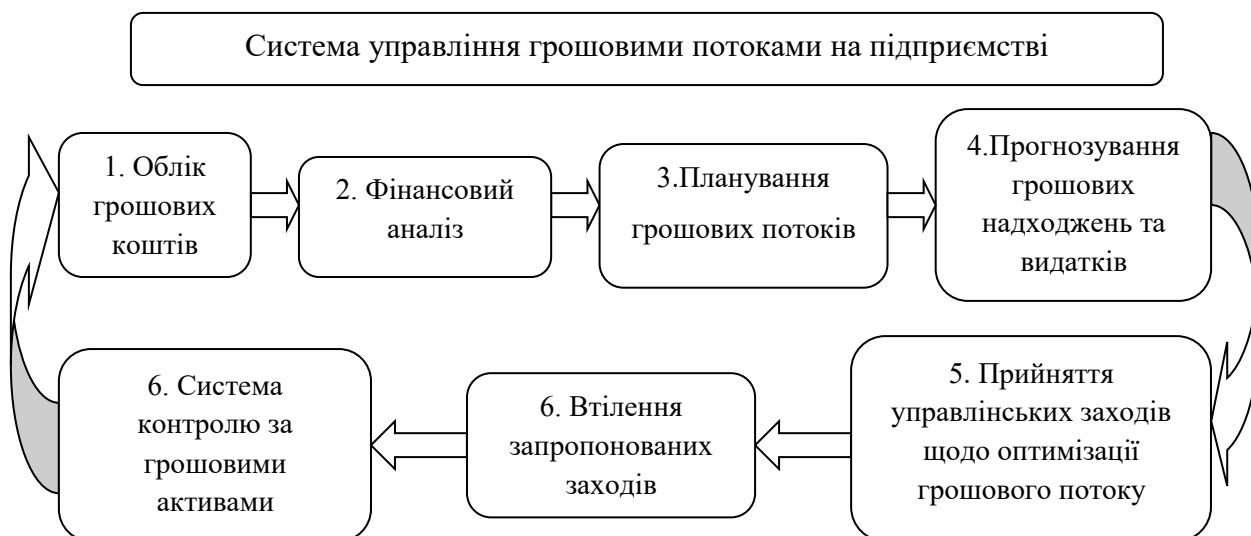 Система управління грошовими потоками на підприємстві
1. Облік
грошових
коштів
2. Фінансовий
аналіз
3.Планування
грошових потоків
4.Прогнозування
грошових
надходжень та
видатків
5. Прийняття
управлінських заходів
щодо оптимізації
грошового потоку
6. Втілення
запропонованих
заходів
6. Система
контролю за
грошовими
активами